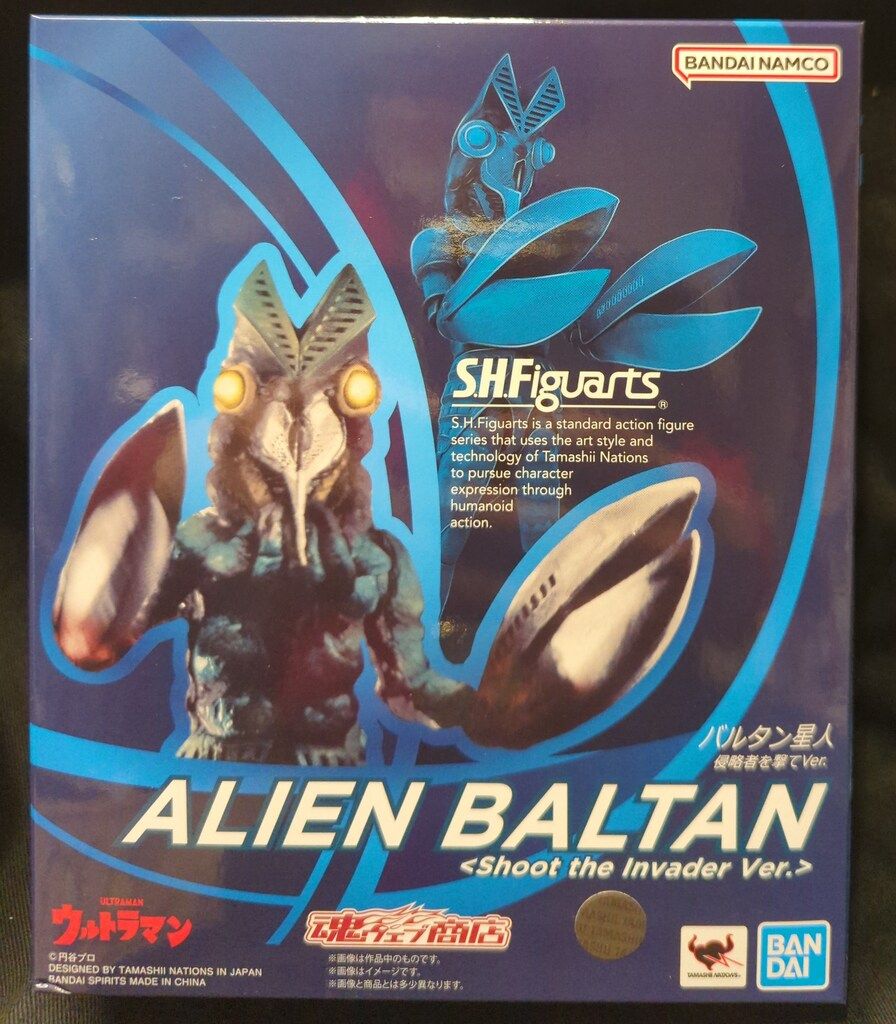 BANDAI NAMCO
S.H.Figuarts
®
S.H.Figuarts is a standard action figure
series that uses the art style and
technology of Tamashii Nations
to pursue character
expression through
humanoid
action.
バルタン星人
侵略者を撃てVer.
ALIEN BALTAN
<Shoot the Invader Ver.>
ULTRAMAN
ウルトラマン
©円谷プロ
DESIGNED BY TAMASHII NATIONS IN JAPAN
BANDAI SPIRITS MADE IN CHINA
魂ウェブ商店
※画像は作品中のものです。
※画像はイメージです。
※画像と商品とは多少異なります。
TAMASHII NATIONS
BAN
DAI